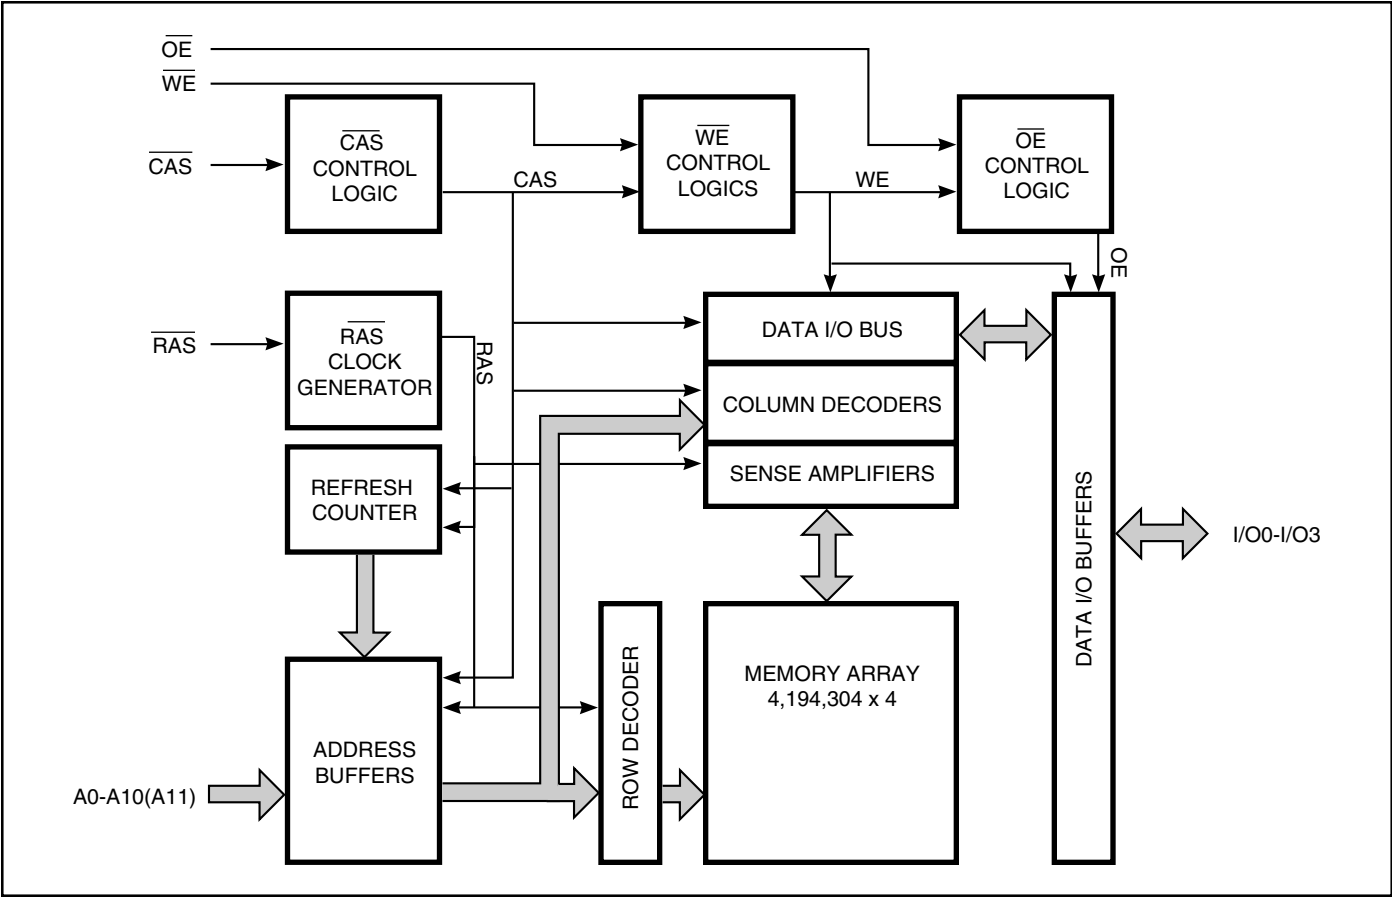 OE
WE
CAS
CAS
CONTROL
LOGIC
CAS
WE
CONTROL
LOGICS
WE
OE
CONTROL
LOGIC
OE
RAS
RAS
CLOCK
GENERATOR
RAS
DATA I/O BUS
COLUMN DECODERS
SENSE AMPLIFIERS
REFRESH
COUNTER
DATA I/O BUFFERS
I/O0-I/O3
ADDRESS
BUFFERS
A0-A10(A11)
ROW DECODER
MEMORY ARRAY
4,194,304 x 4